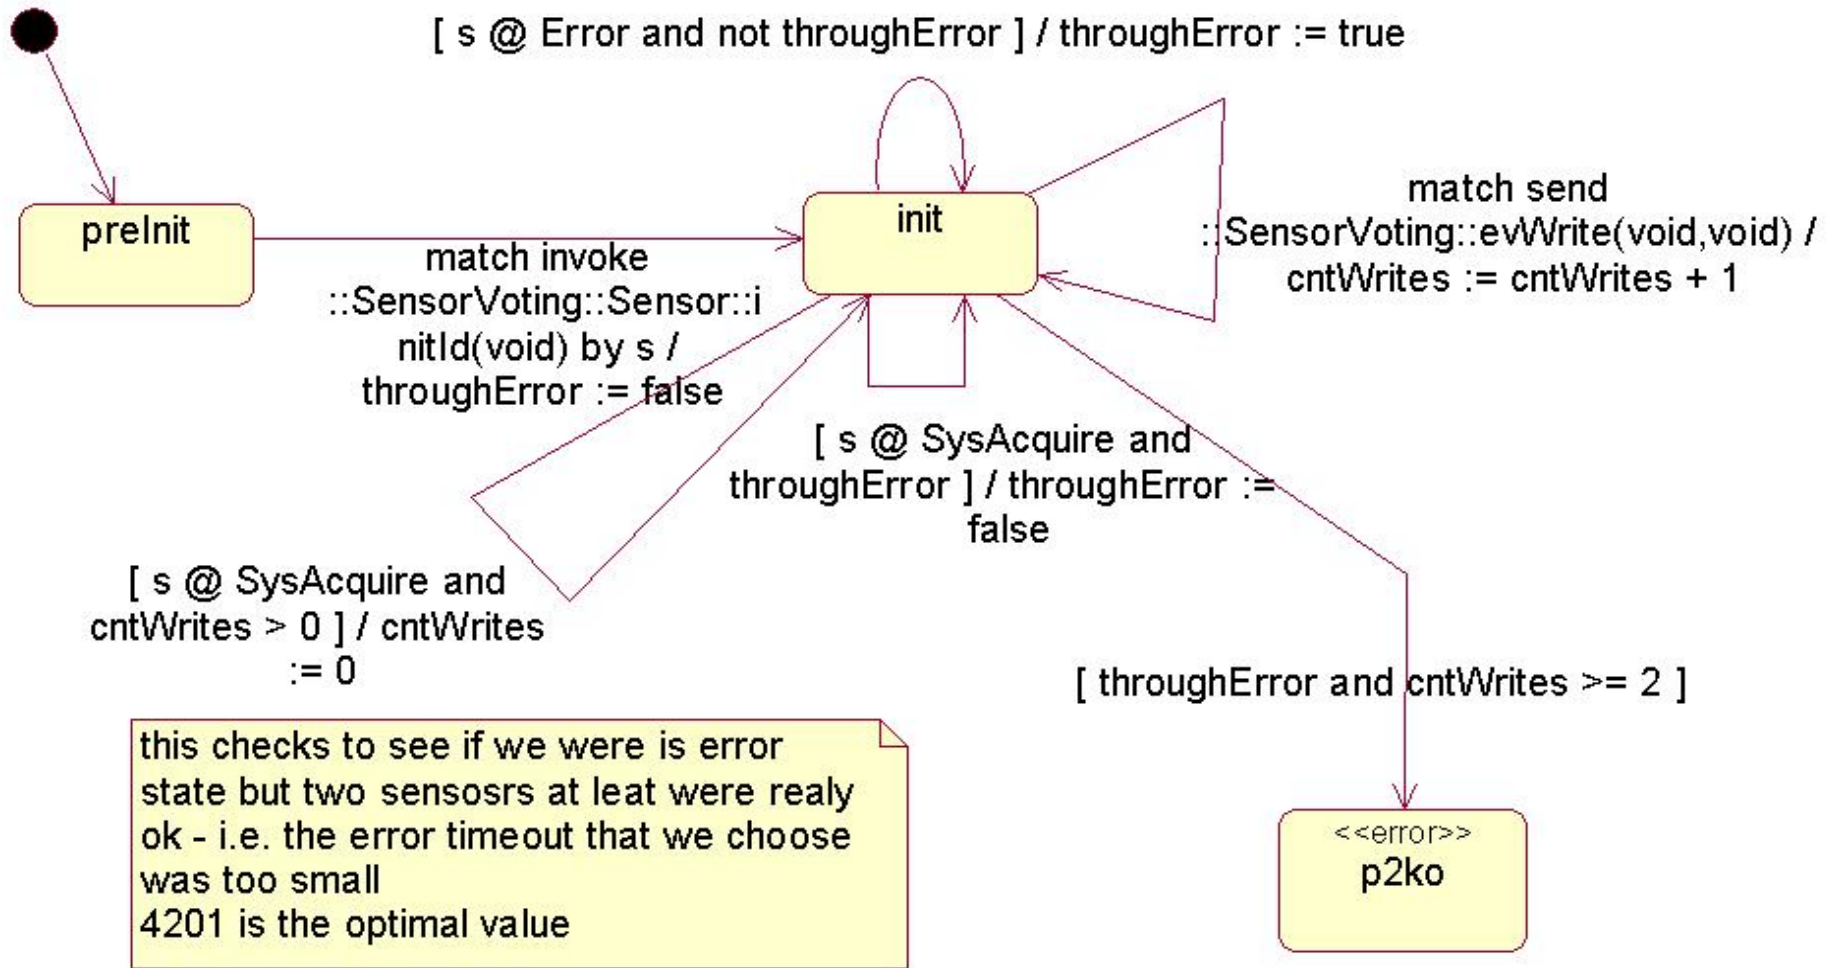 [ s @ Error and not throughError ] / throughError := true
preInit
init
match send
::SensorVoting::evWrite(void,void) /
cntWrites := cntWrites + 1
match invoke
::SensorVoting::Sensor::i
nitId(void) by s /
throughError := false
[ s @ SysAcquire and
throughError ] / throughError :=
false
[ s @ SysAcquire and
cntWrites > 0 ] / cntWrites
:= 0
[ throughError and cntWrites >= 2 ]
this checks to see if we were is error
state but two sensosrs at leat were realy
ok - i.e. the error timeout that we choose
was too small
4201 is the optimal value
<<error>>
p2ko